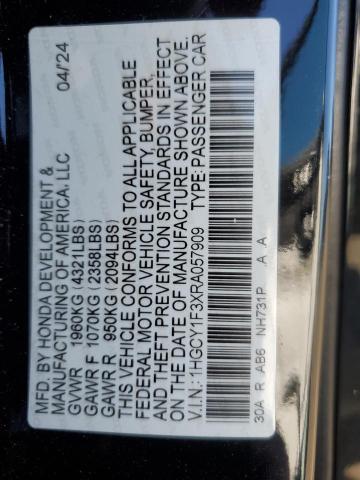 MFD. BY HONDA DEVELOPMENT & 04/24
MANUFACTURING OF AMERICA, LLC
GVWR 1960KG (4321LBS)
GAWR F 1070KG (2358LBS)
GAWR R 950KG (2094LBS)
THIS VEHICLE CONFORMS TO ALL APPLICABLE
FEDERAL MOTOR VEHICLE SAFETY, BUMPER,
AND THEFT PREVENTION STANDARDS IN EFFECT
ON THE DATE OF MANUFACTURE SHOWN ABOVE.
V.I.N.: 1HGCY1F3XRA057909 TYPE: PASSENGER CAR
30A R AB6 NH731P A A